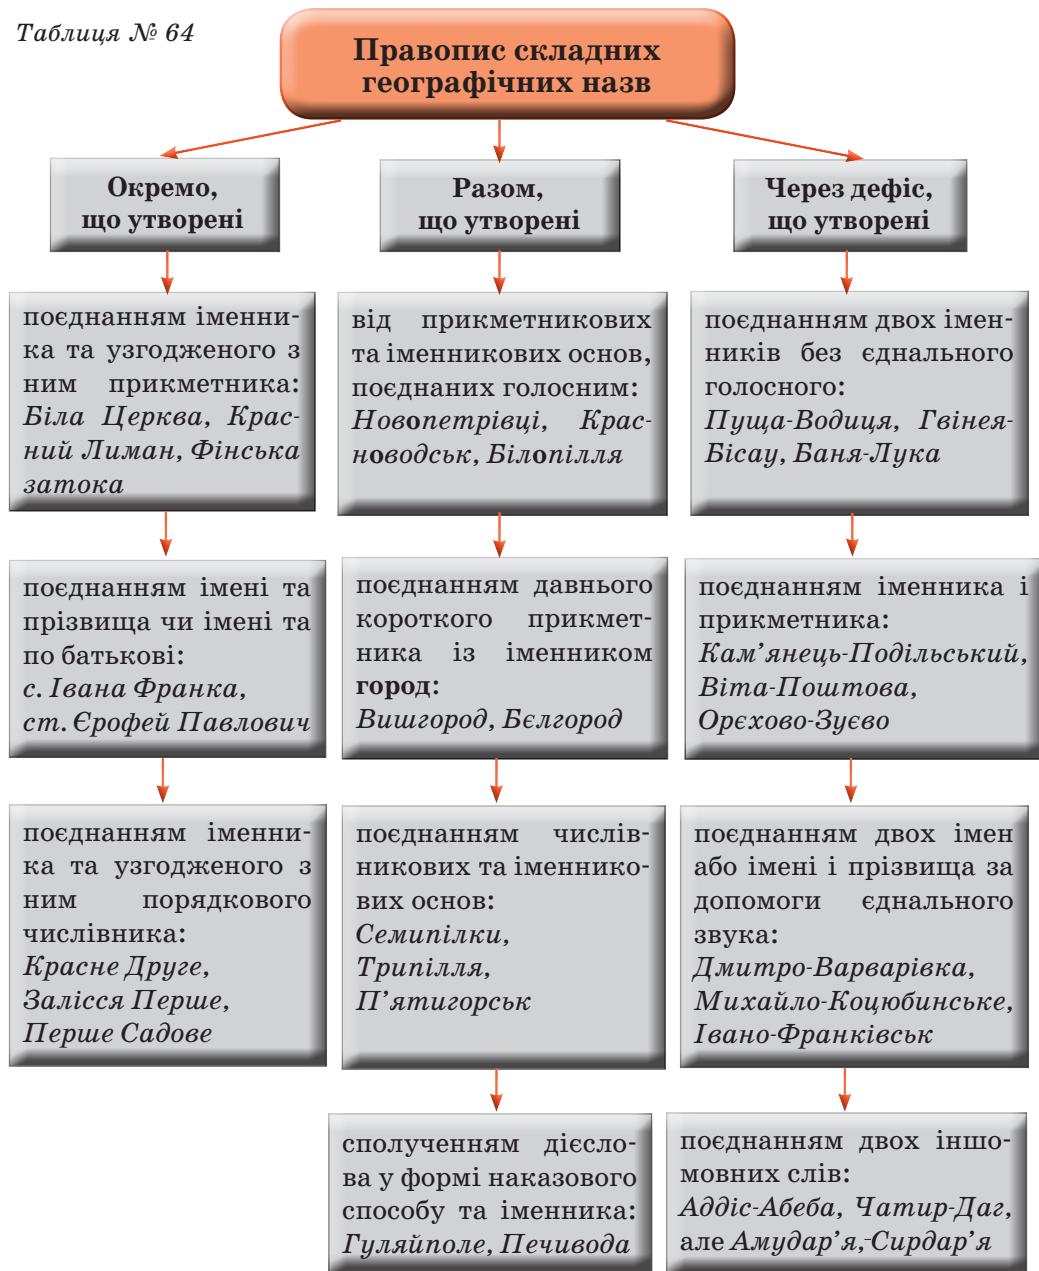 Таблиця № 64
Правопис складних
географічних назв
Окремо,
що утворені
поєднанням іменни-
ка та узгодженого з
ним прикметника:
Біла Церква, Крас-
ний Лиман, Фінська
затока
поєднанням імені та
прізвища чи імені та
по батькові:
с. Івана Франка,
ст. Єрофей Павлович
поєднанням іменни-
ка та узгодженого з
ним порядкового
числівника:
Красне Друге,
Залісся Перше,
Перше Садове
Разом,
що утворені
від прикметникових
та іменникових основ,
поєднаних голосним:
Новопетрівці, Крас-
новодськ, Білопілля
поєднанням давнього
короткого прикмет-
ника із іменником
город:
Вишгород, Бєлгород
поєднанням числів-
никових та іменнико-
вих основ:
Семипілки,
Трипілля,
П’ятигорськ
сполученням дієсло-
ва у формі наказового
способу та іменника:
Гуляйполе, Печивода
Через дефіс,
що утворені
поєднанням двох імен-
ників без єднального
голосного:
Пуща-Водиця, Гвінея-
Бісау, Баня-Лука
поєднанням іменника і
прикметника:
Кам’янець-Подільський,
Віта-Поштова,
Орєхово-Зуєво
поєднанням двох імен
або імені і прізвища за
допомоги єднального
звука:
Дмитро-Варварівка,
Михайло-Коцюбинське,
Івано-Франківськ
поєднанням двох іншо-
мовних слів:
Аддіс-Абеба, Чатир-Даг,
але Амудар’я,-Сирдар’я